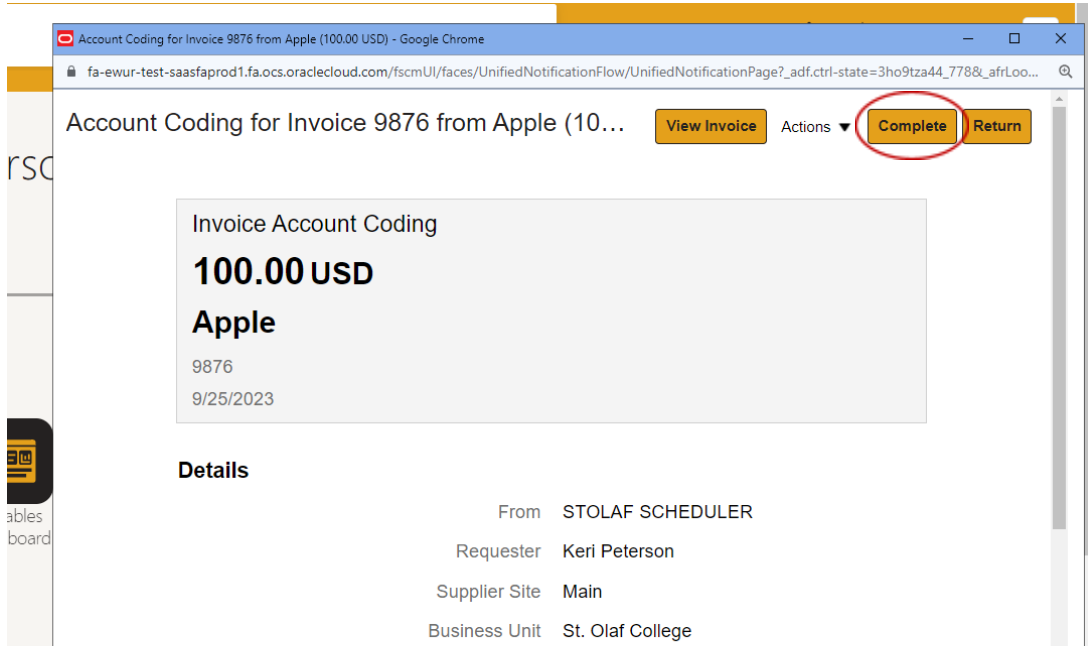 Account Coding for Invoice 9876 from Apple (100.00 USD) - Google Chrome
fa-ewur-test-saasfaprod1.fa.ocs.oraclecloud.com/fscmUI/faces/UnifiedNotificationFlow/UnifiedNotificationPage?_adf.ctrl-state=3ho9tza44_778&_afrLoo...
Account Coding for Invoice 9876 from Apple (10... View Invoice Actions Complete Return
rso
Invoice Account Coding
100.00 USD
Apple
9876
9/25/2023
Details
ables
board
From STOLAF SCHEDULER
Requester Keri Peterson
Supplier Site Main
Business Unit St. Olaf College